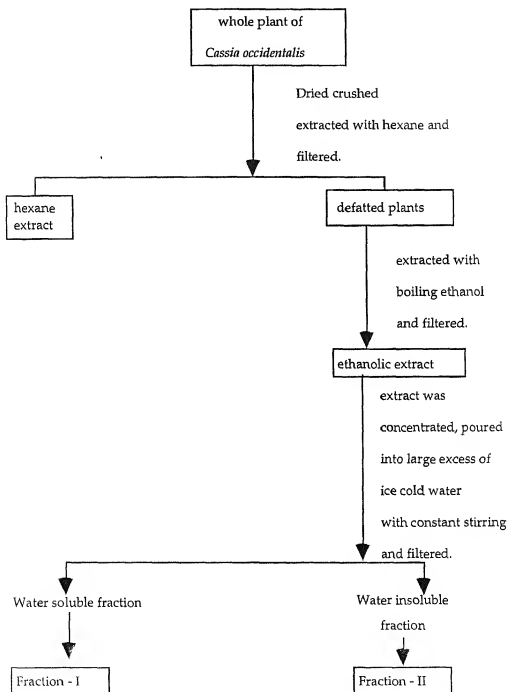 whole plant of
Cassia occidentalis
Dried crushed
extracted with hexane and
filtered.
hexane
extract
defatted plants
extracted with
boiling ethanol
and filtered.
ethanolic extract
extract was
concentrated, poured
into large excess of
ice cold water
with constant stirring
and filtered.
Water soluble fraction
Water insoluble
fraction
Fraction - I
Fraction - II